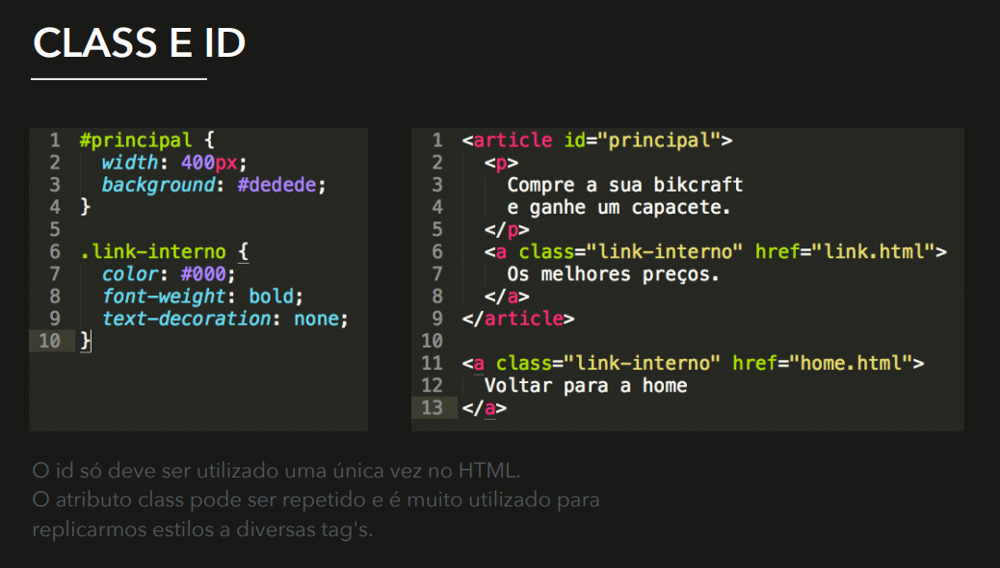 CLASS E ID
1 #principal {
2   width: 400px;
3   background: #dedede;
4 }
5
6 .link-interno {
7   color: #000;
8   font-weight: bold;
9   text-decoration: none;
10 }
1 <article id="principal">
2   <p>
3     Compre a sua bikcraft
4     e ganhe um capacete.
5   </p>
6   <a class="link-interno" href="link.html">
7     Os melhores preços.
8   </a>
9 </article>
10
11 <a class="link-interno" href="home.html">
12   Voltar para a home
13 </a>
O id só deve ser utilizado uma única vez no HTML.
O atributo class pode ser repetido e é muito utilizado para
replicarmos estilos a diversas tag's.